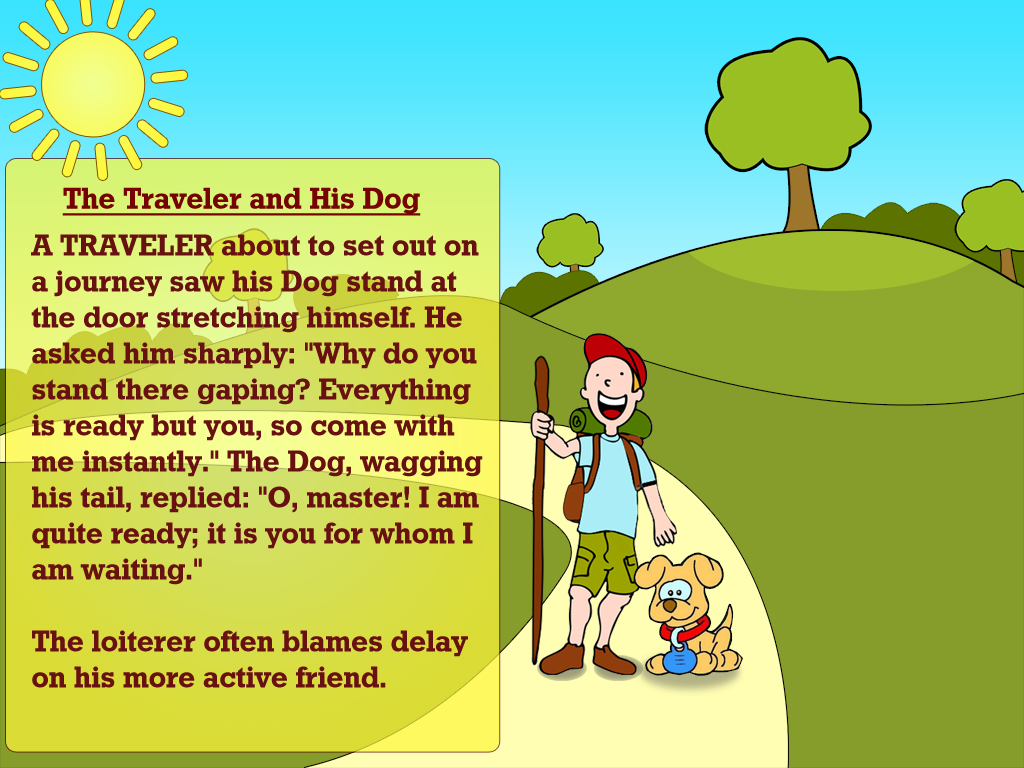 The Traveler and His Dog
A TRAVELER about to set out on
a journey saw his Dog stand at
the door stretching himself. He
asked him sharply: "Why do you
stand there gaping? Everything
is ready but you, so come with
me instantly." The Dog, wagging
his tail, replied: "O, master! I am
quite ready; it is you for whom I
am waiting."
The loiterer often blames delay
on his more active friend.